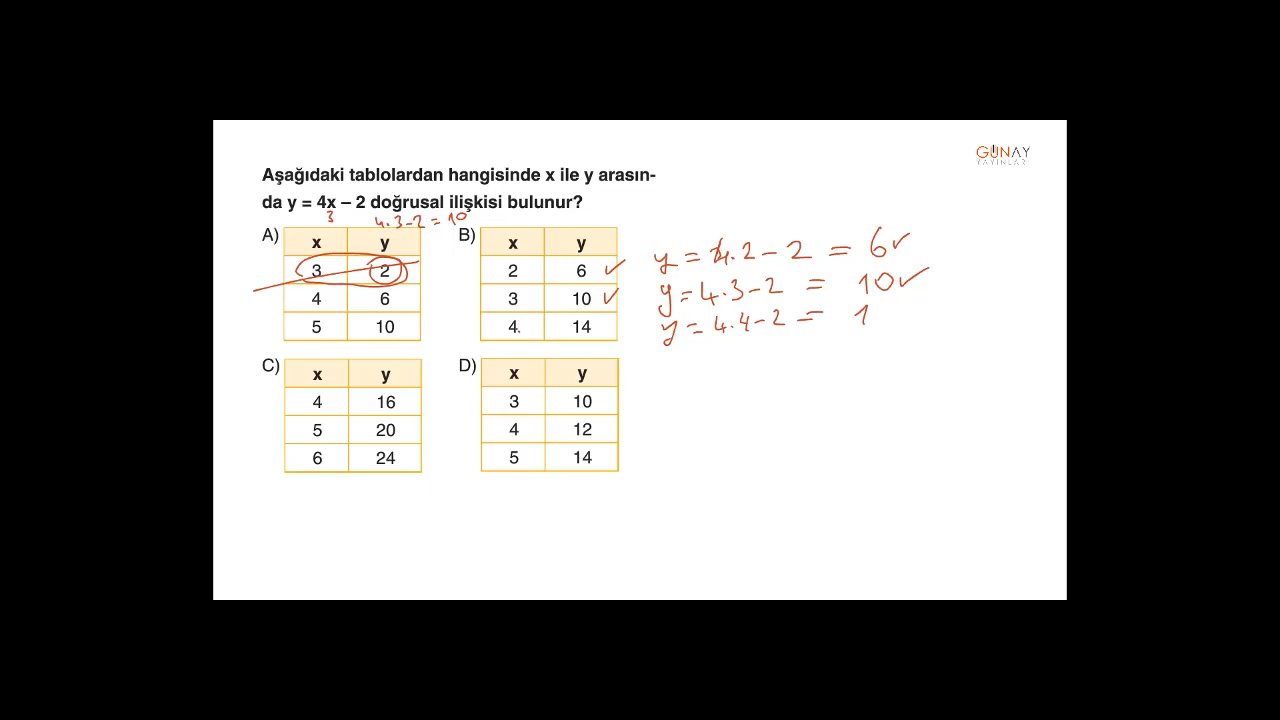 GÜNAY
YAYINLARI
Aşağıdaki tablolardan hangisinde x ile y arasın-
da y = 4x – 2 doğrusal ilişkisi bulunur?
3 4.3-2 = 10
A)
x y
3 2
4 6
5 10
B)
x y
2 6 ✓
3 10 ✓
4. 14
y = 4.2 - 2 = 6 ✓
y = 4.3 - 2 = 10 ✓
y = 4.4 - 2 = 1
C)
x y
4 16
5 20
6 24
D)
x y
3 10
4 12
5 14